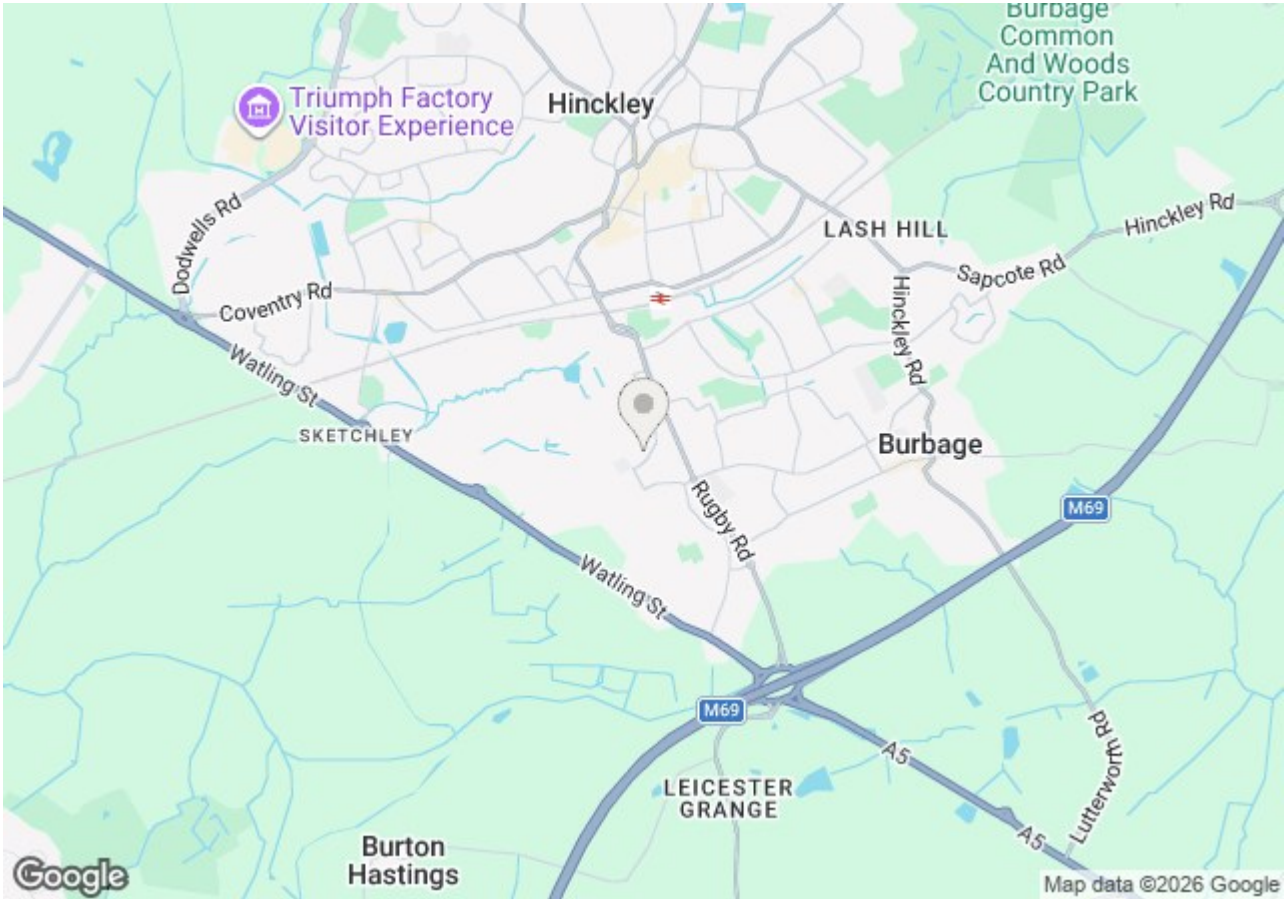 Burbage
Common
And Woods
Country Park
Triumph Factory
Visitor Experience
Hinckley
Dodwells Rd
Hinckley Rd
LASH HILL
Sapcote Rd
Coventry Rd
Hinckley Rd
Watling St
SKETCHLEY
Burbage
Rugby Rd
M69
Watling St
M69
A5
Lutterworth Rd
LEICESTER
GRANGE
A5
Burton
Hastings
Google
Map data ©2026 Google